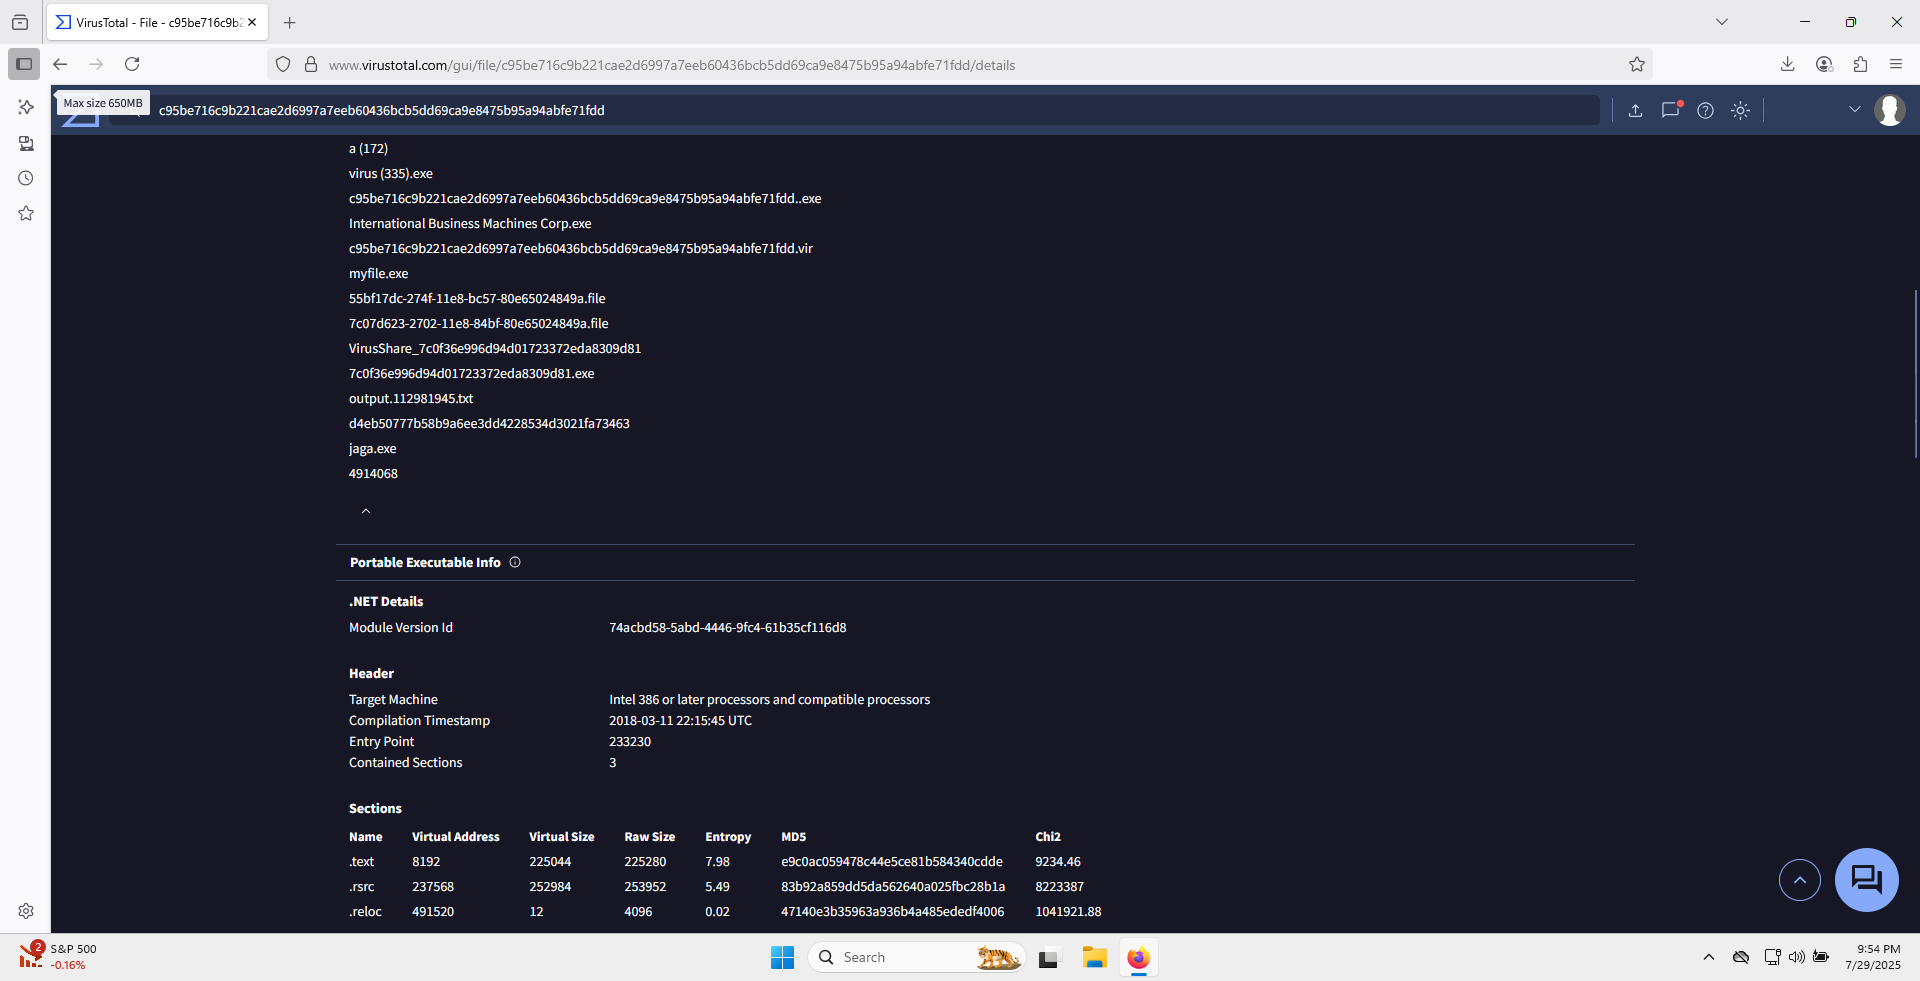 VirusTotal - File - c95be716c9b2
www.virustotal.com/gui/file/c95be716c9b221cae2d6997a7eeb60436bcb5dd69ca9e8475b95a94abfe71fdd/details
Max size 650MB
c95be716c9b221cae2d6997a7eeb60436bcb5dd69ca9e8475b95a94abfe71fdd
a (172)
virus (335).exe
c95be716c9b221cae2d6997a7eeb60436bcb5dd69ca9e8475b95a94abfe71fdd..exe
International Business Machines Corp.exe
c95be716c9b221cae2d6997a7eeb60436bcb5dd69ca9e8475b95a94abfe71fdd.vir
myfile.exe
55bf17dc-274f-11e8-bc57-80e65024849a.file
7c07d623-2702-11e8-84bf-80e65024849a.file
VirusShare_7c0f36e996d94d01723372eda8309d81
7c0f36e996d94d01723372eda8309d81.exe
output.112981945.txt
d4eb50777b58b9a6ee3dd4228534d3021fa73463
jaga.exe
4914068
Portable Executable Info
.NET Details
Module Version Id 74acbd58-5abd-4446-9fc4-61b35cf116d8
Header
Target Machine Intel 386 or later processors and compatible processors
Compilation Timestamp 2018-03-11 22:15:45 UTC
Entry Point 233230
Contained Sections 3
Sections
Name Virtual Address Virtual Size Raw Size Entropy MD5 Chi2
.text 8192 225044 225280 7.98 e9c0ac059478c44e5ce81b584340cdde 9234.46
.rsrc 237568 252984 253952 5.49 83b92a859dd5da562640a025fbc28b1a 8223387
.reloc 491520 12 4096 0.02 47140e3b35963a936b4a485ededf4006 1041921.88
2
S&P 500
-0.16%
Search
9:54 PM
7/29/2025